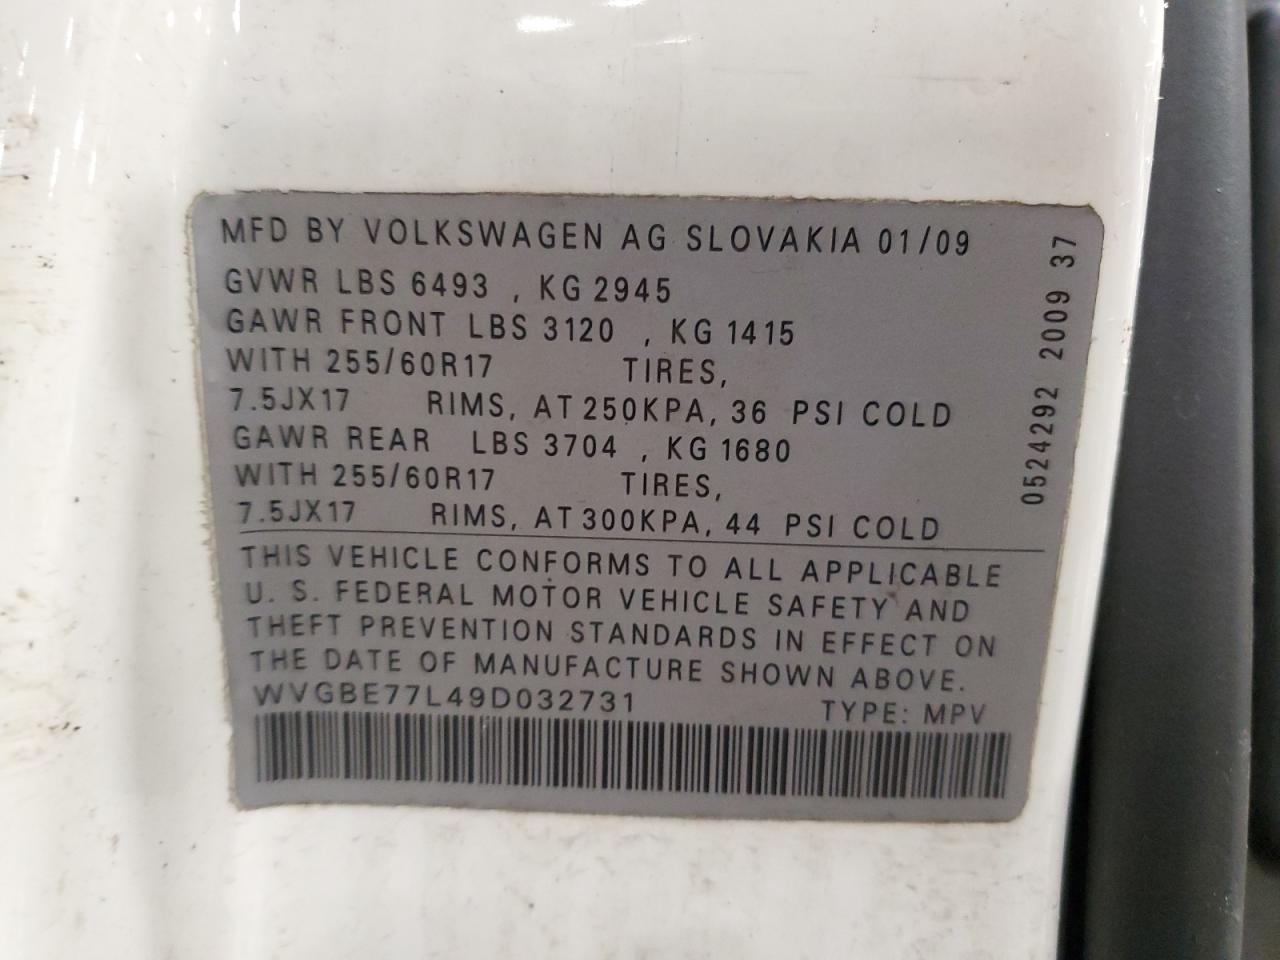 MFD BY VOLKSWAGEN AG SLOVAKIA 01/09
GVWR LBS 6493 , KG 2945
GAWR FRONT LBS 3120 , KG 1415
WITH 255/60R17 TIRES,
7.5JX17 RIMS, AT 250KPA, 36 PSI COLD
GAWR REAR LBS 3704 , KG 1680
WITH 255/60R17 TIRES,
7.5JX17 RIMS, AT 300KPA, 44 PSI COLD
THIS VEHICLE CONFORMS TO ALL APPLICABLE
U. S. FEDERAL MOTOR VEHICLE SAFETY AND
THEFT PREVENTION STANDARDS IN EFFECT ON
THE DATE OF MANUFACTURE SHOWN ABOVE.
WVGBE77L49D032731 TYPE: MPV
0524292 2009 37